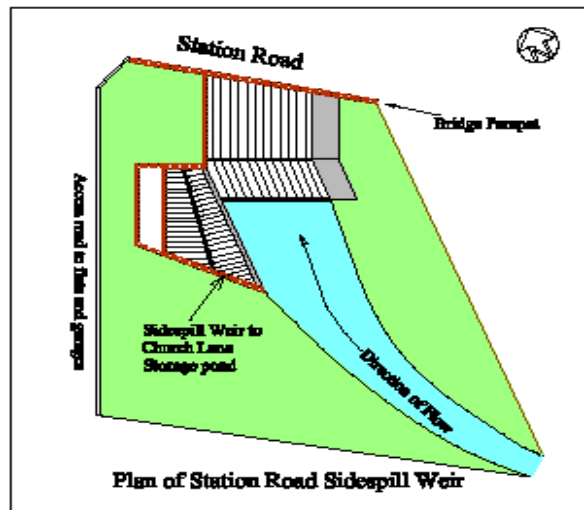 Station Road
Bridge Parapet
Access road to flats and garages
Sidespill Weir to
Church Lane
Storage pond
Direction of Flow
Plan of Station Road Sidespill Weir